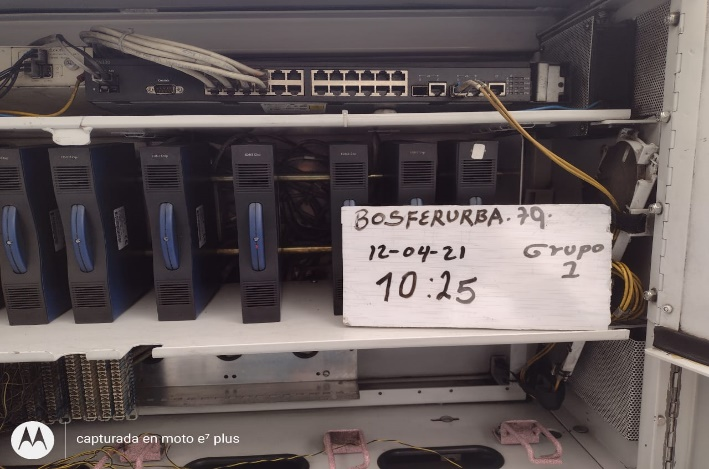 BOSFERURBA.79.
12-04-21
Grupo
1
10:25
capturada en moto e⁷ plus